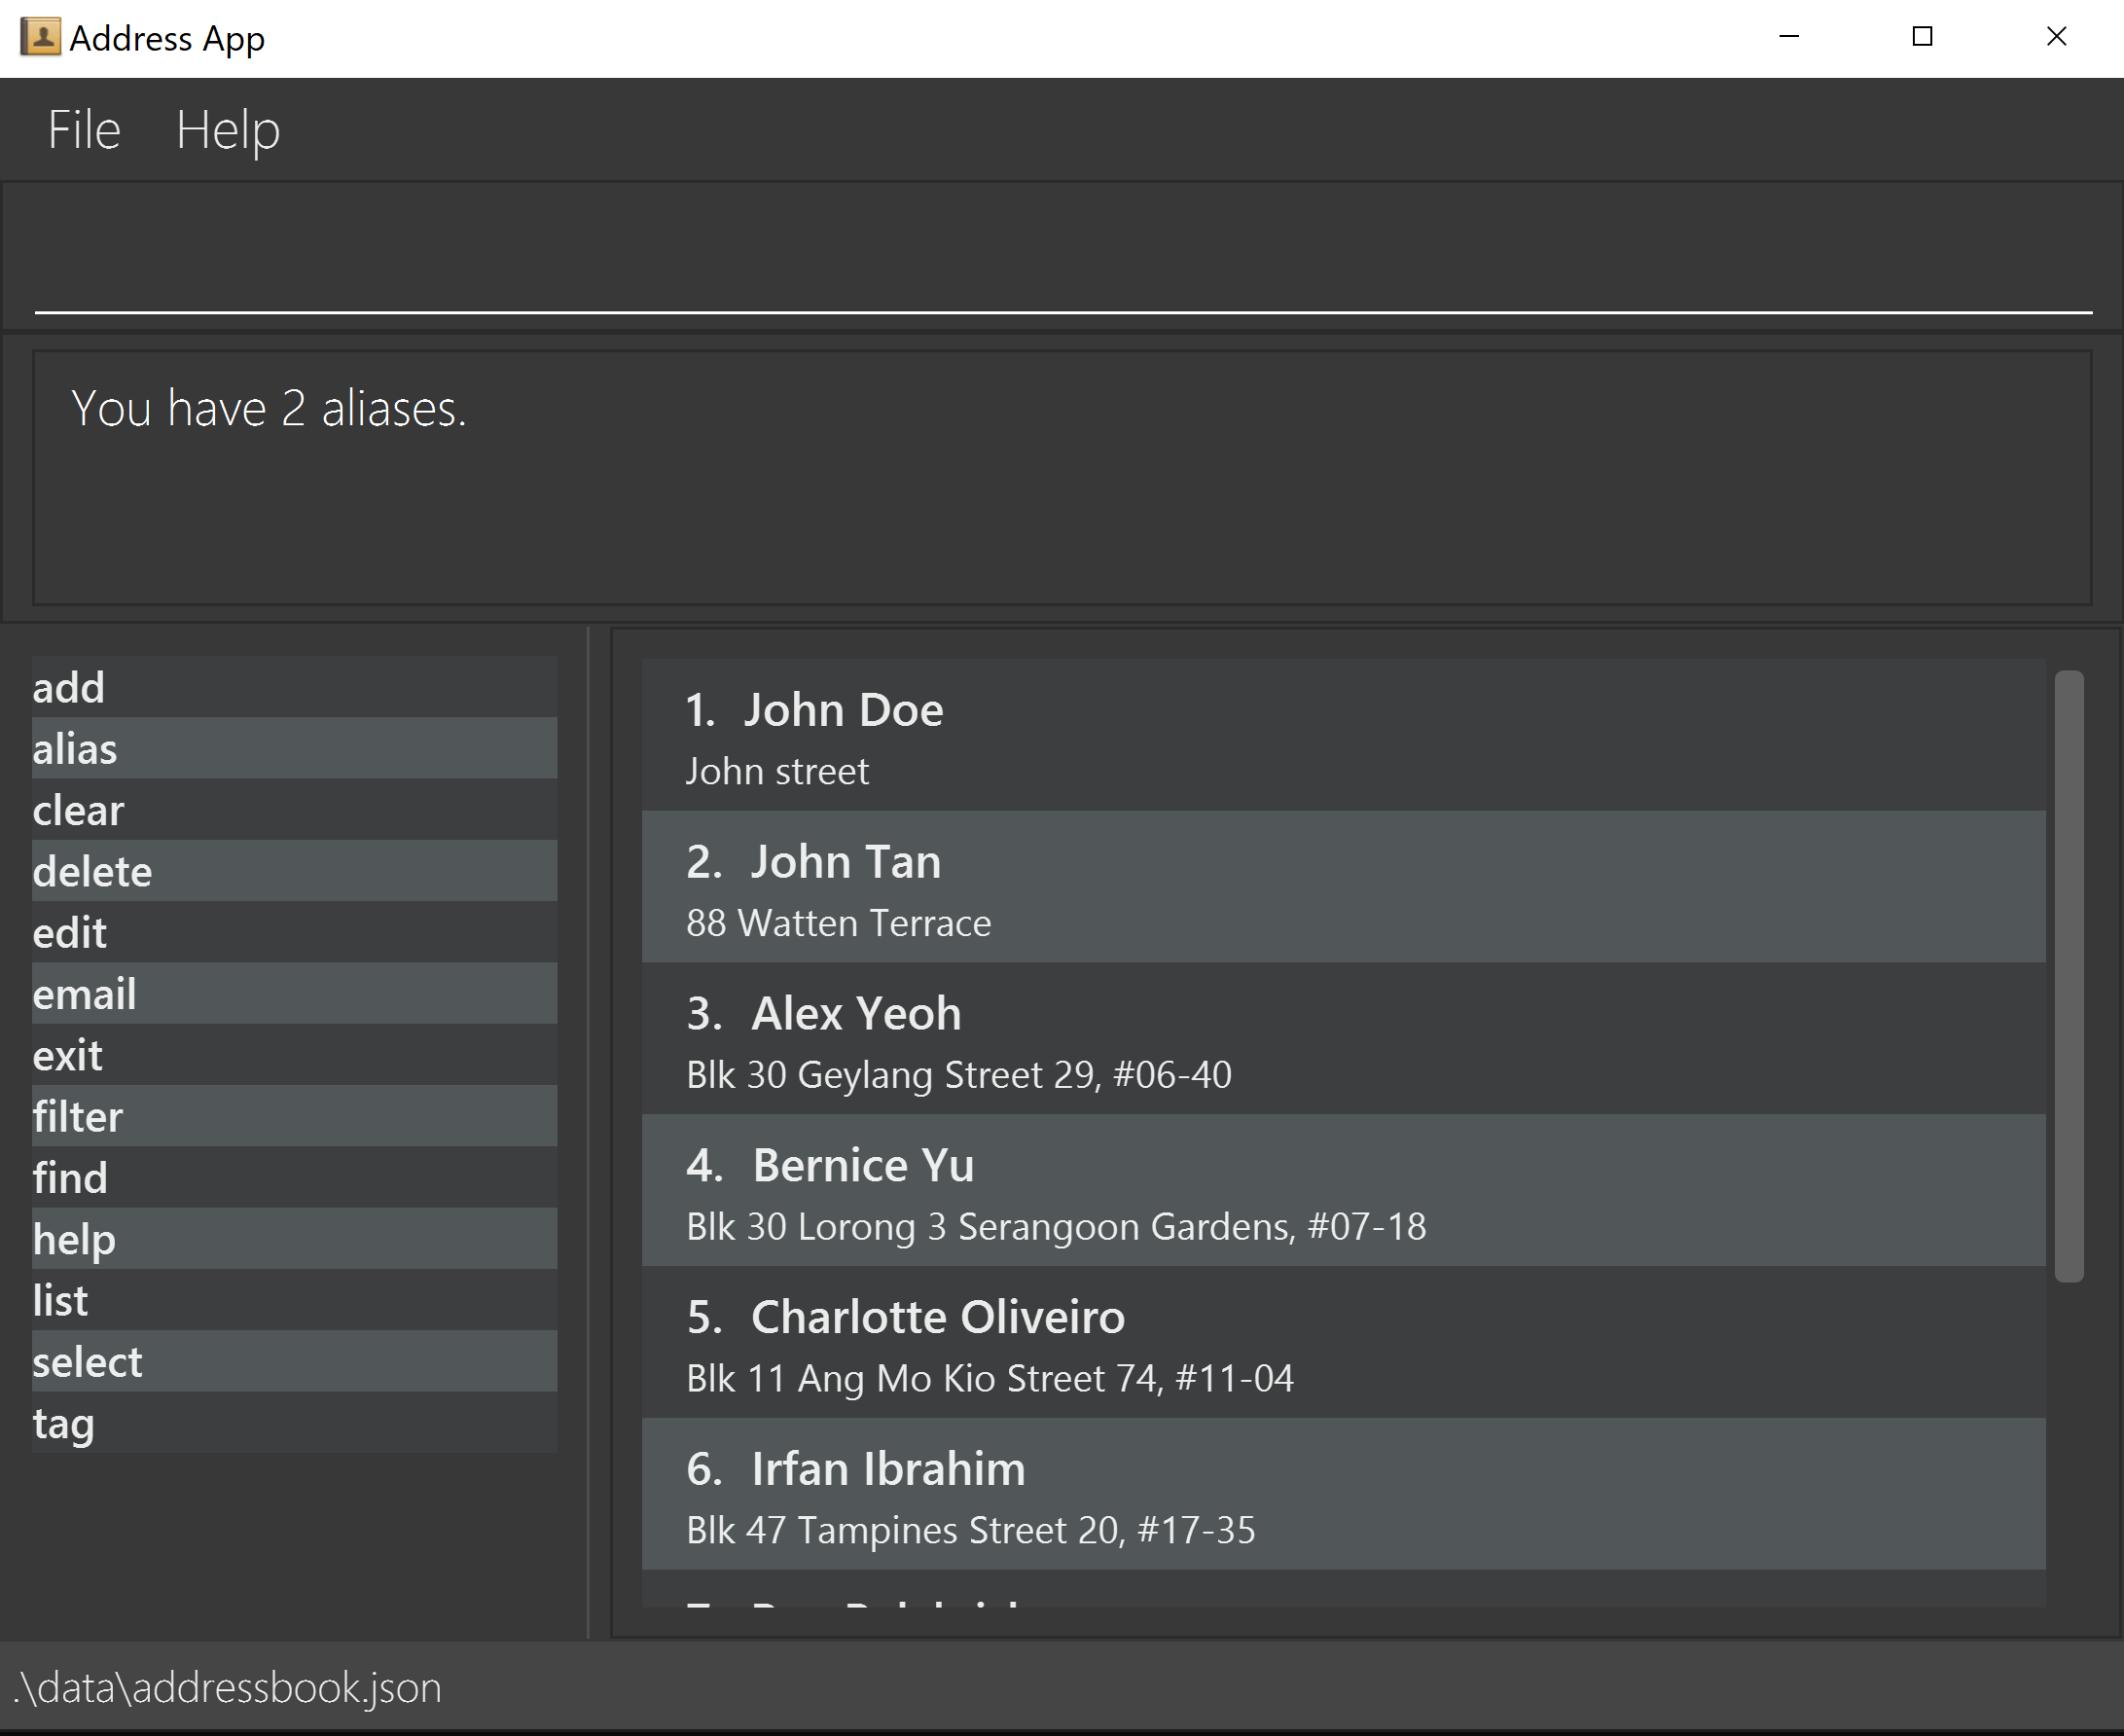 Address App
File Help
You have 2 aliases.
add
alias
clear
delete
edit
email
exit
filter
find
help
list
select
tag
1. John Doe
John street
2. John Tan
88 Watten Terrace
3. Alex Yeoh
Blk 30 Geylang Street 29, #06-40
4. Bernice Yu
Blk 30 Lorong 3 Serangoon Gardens, #07-18
5. Charlotte Oliveiro
Blk 11 Ang Mo Kio Street 74, #11-04
6. Irfan Ibrahim
Blk 47 Tampines Street 20, #17-35
.\data\addressbook.json